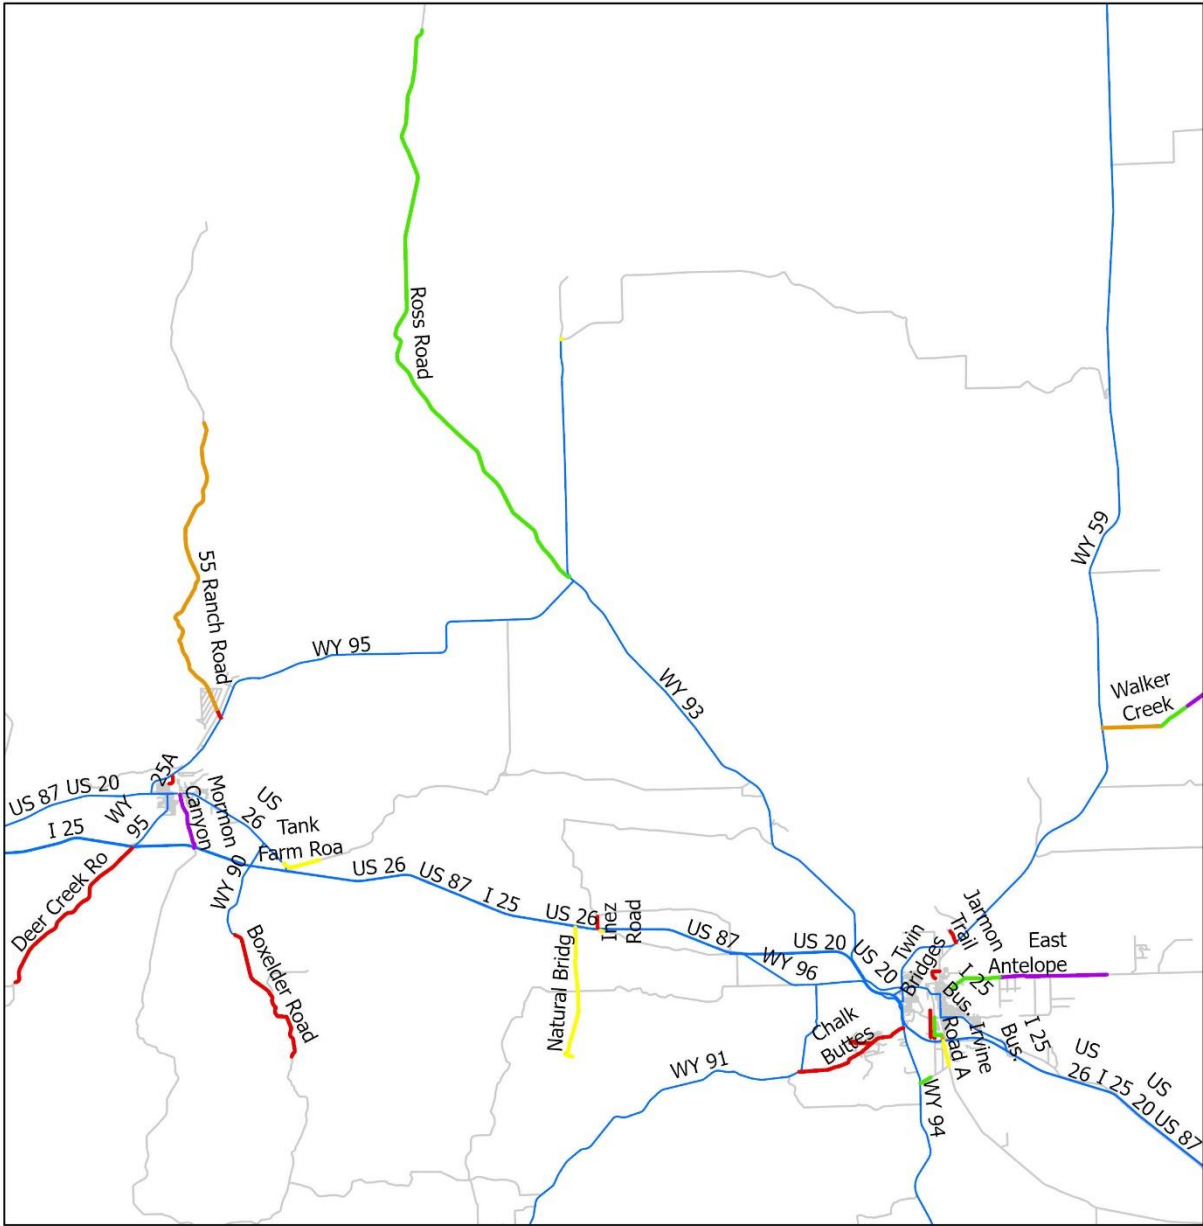 Ross Road
55 Ranch Road
WY 59
WY 95
WY 93
Walker
Creek
25A
US 87 US 20
WY
95
I 25
Canyon
Mormon
US
26
Tank
Farm Roa
WY 90
Deer Creek Ro
Boxelder Road
US 26
US 87
I 25
US 26
Inez
Road
Natural Bridg
US 87
US 20
WY 96
US 20
Twin
Bridges
Jarmon
Trail
East
Antelope
I 25
Bus.
Irvine
Road A
Chalk
Buttes
WY 91
WY 94
I 25
Bus.
US
26 I 25
US
20 US 87